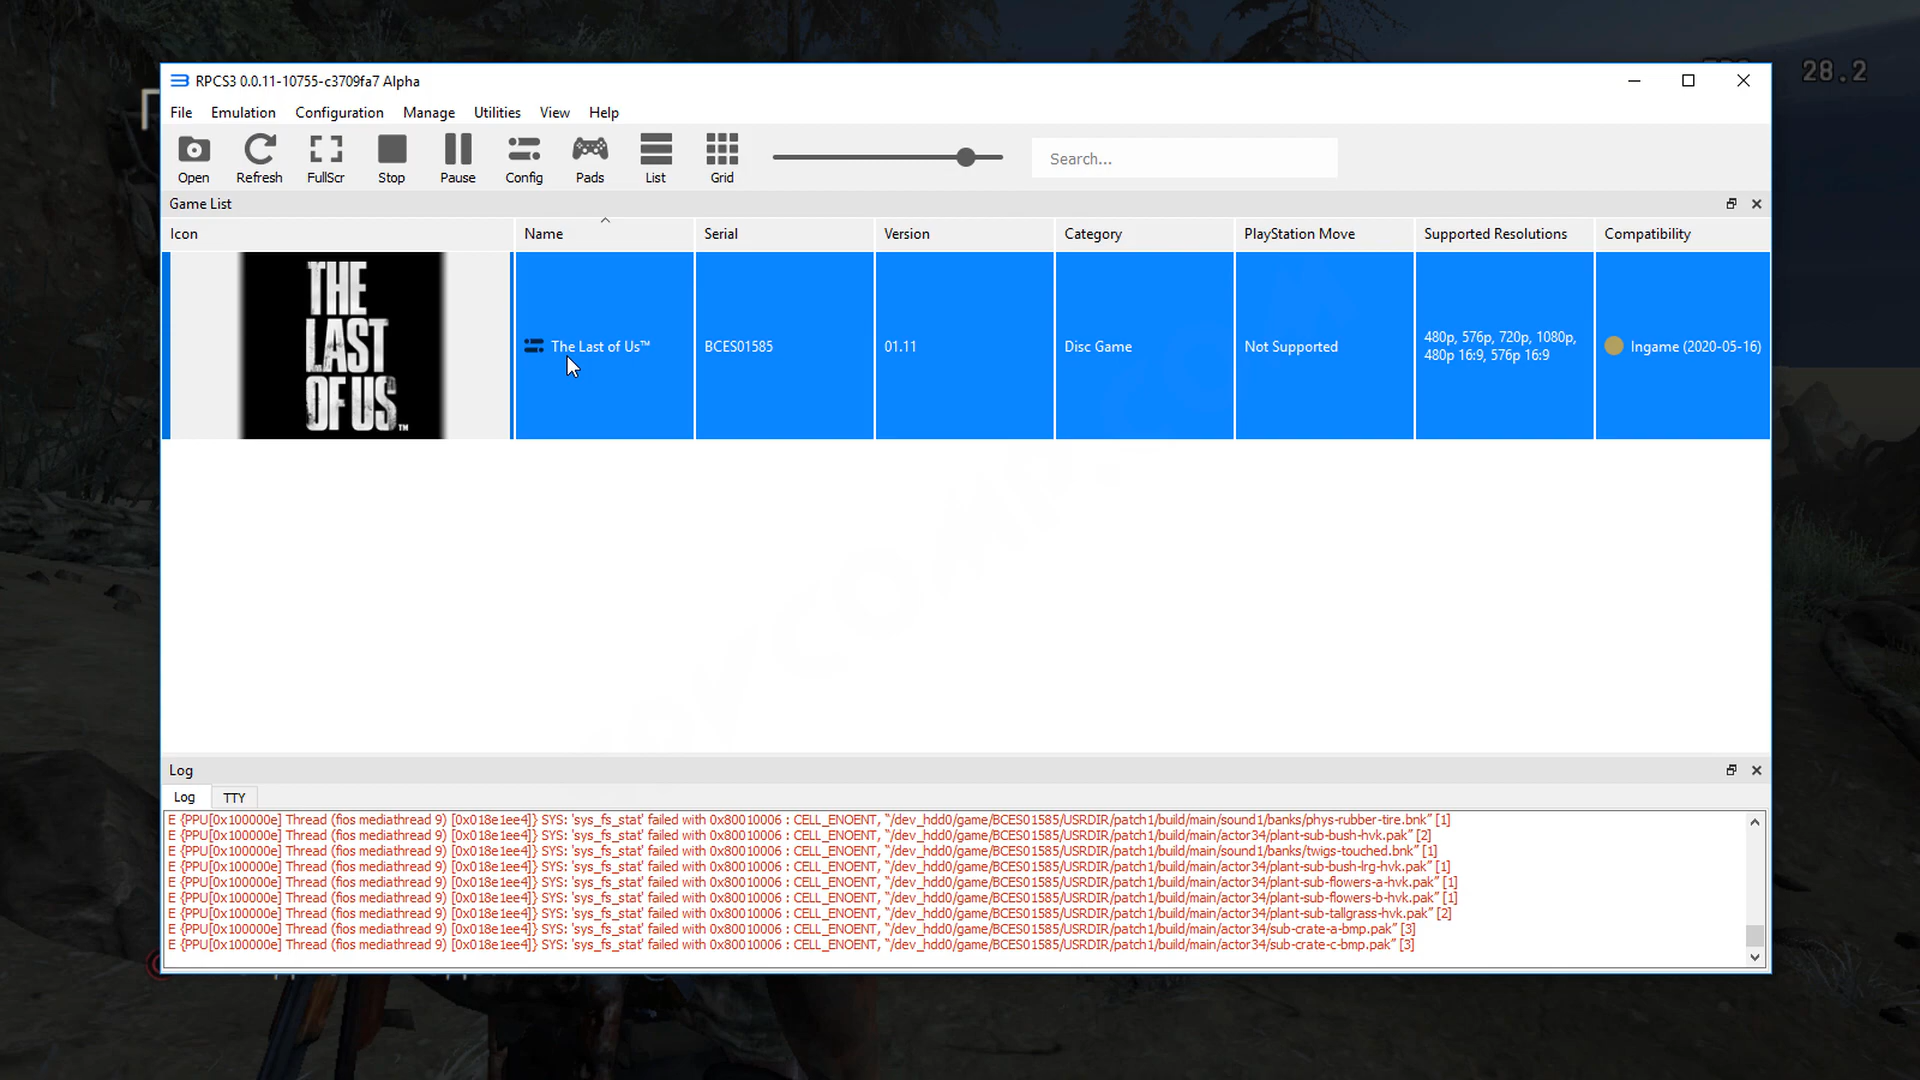 28.2
RPCS3 0.0.11-10755-c3709fa7 Alpha
File Emulation Configuration Manage Utilities View Help
Open Refresh FullScr Stop Pause Config Pads List Grid Search...
Game List
Icon Name Serial Version Category PlayStation Move Supported Resolutions Compatibility
THE
LAST
OF US™
The Last of Us™ BCES01585 01.11 Disc Game Not Supported 480p, 576p, 720p, 1080p, 480p 16:9, 576p 16:9 Ingame (2020-05-16)
Log
Log TTY
E {PPU[0x100000e] Thread (fios mediathread 9) [0x018e1ee4]} SYS: 'sys_fs_stat' failed with 0x80010006 : CELL_ENOENT, “/dev_hdd0/game/BCES01585/USRDIR/patch1/build/main/sound1/banks/phys-rubber-tire.bnk” [1]
E {PPU[0x100000e] Thread (fios mediathread 9) [0x018e1ee4]} SYS: 'sys_fs_stat' failed with 0x80010006 : CELL_ENOENT, “/dev_hdd0/game/BCES01585/USRDIR/patch1/build/main/actor34/plant-sub-bush-hvk.pak” [2]
E {PPU[0x100000e] Thread (fios mediathread 9) [0x018e1ee4]} SYS: 'sys_fs_stat' failed with 0x80010006 : CELL_ENOENT, “/dev_hdd0/game/BCES01585/USRDIR/patch1/build/main/sound1/banks/twigs-touched.bnk” [1]
E {PPU[0x100000e] Thread (fios mediathread 9) [0x018e1ee4]} SYS: 'sys_fs_stat' failed with 0x80010006 : CELL_ENOENT, “/dev_hdd0/game/BCES01585/USRDIR/patch1/build/main/actor34/plant-sub-bush-lrg-hvk.pak” [1]
E {PPU[0x100000e] Thread (fios mediathread 9) [0x018e1ee4]} SYS: 'sys_fs_stat' failed with 0x80010006 : CELL_ENOENT, “/dev_hdd0/game/BCES01585/USRDIR/patch1/build/main/actor34/plant-sub-flowers-a-hvk.pak” [1]
E {PPU[0x100000e] Thread (fios mediathread 9) [0x018e1ee4]} SYS: 'sys_fs_stat' failed with 0x80010006 : CELL_ENOENT, “/dev_hdd0/game/BCES01585/USRDIR/patch1/build/main/actor34/plant-sub-flowers-b-hvk.pak” [1]
E {PPU[0x100000e] Thread (fios mediathread 9) [0x018e1ee4]} SYS: 'sys_fs_stat' failed with 0x80010006 : CELL_ENOENT, “/dev_hdd0/game/BCES01585/USRDIR/patch1/build/main/actor34/plant-sub-tallgrass-hvk.pak” [2]
E {PPU[0x100000e] Thread (fios mediathread 9) [0x018e1ee4]} SYS: 'sys_fs_stat' failed with 0x80010006 : CELL_ENOENT, “/dev_hdd0/game/BCES01585/USRDIR/patch1/build/main/actor34/sub-crate-a-bmp.pak” [3]
E {PPU[0x100000e] Thread (fios mediathread 9) [0x018e1ee4]} SYS: 'sys_fs_stat' failed with 0x80010006 : CELL_ENOENT, “/dev_hdd0/game/BCES01585/USRDIR/patch1/build/main/actor34/sub-crate-c-bmp.pak” [3]